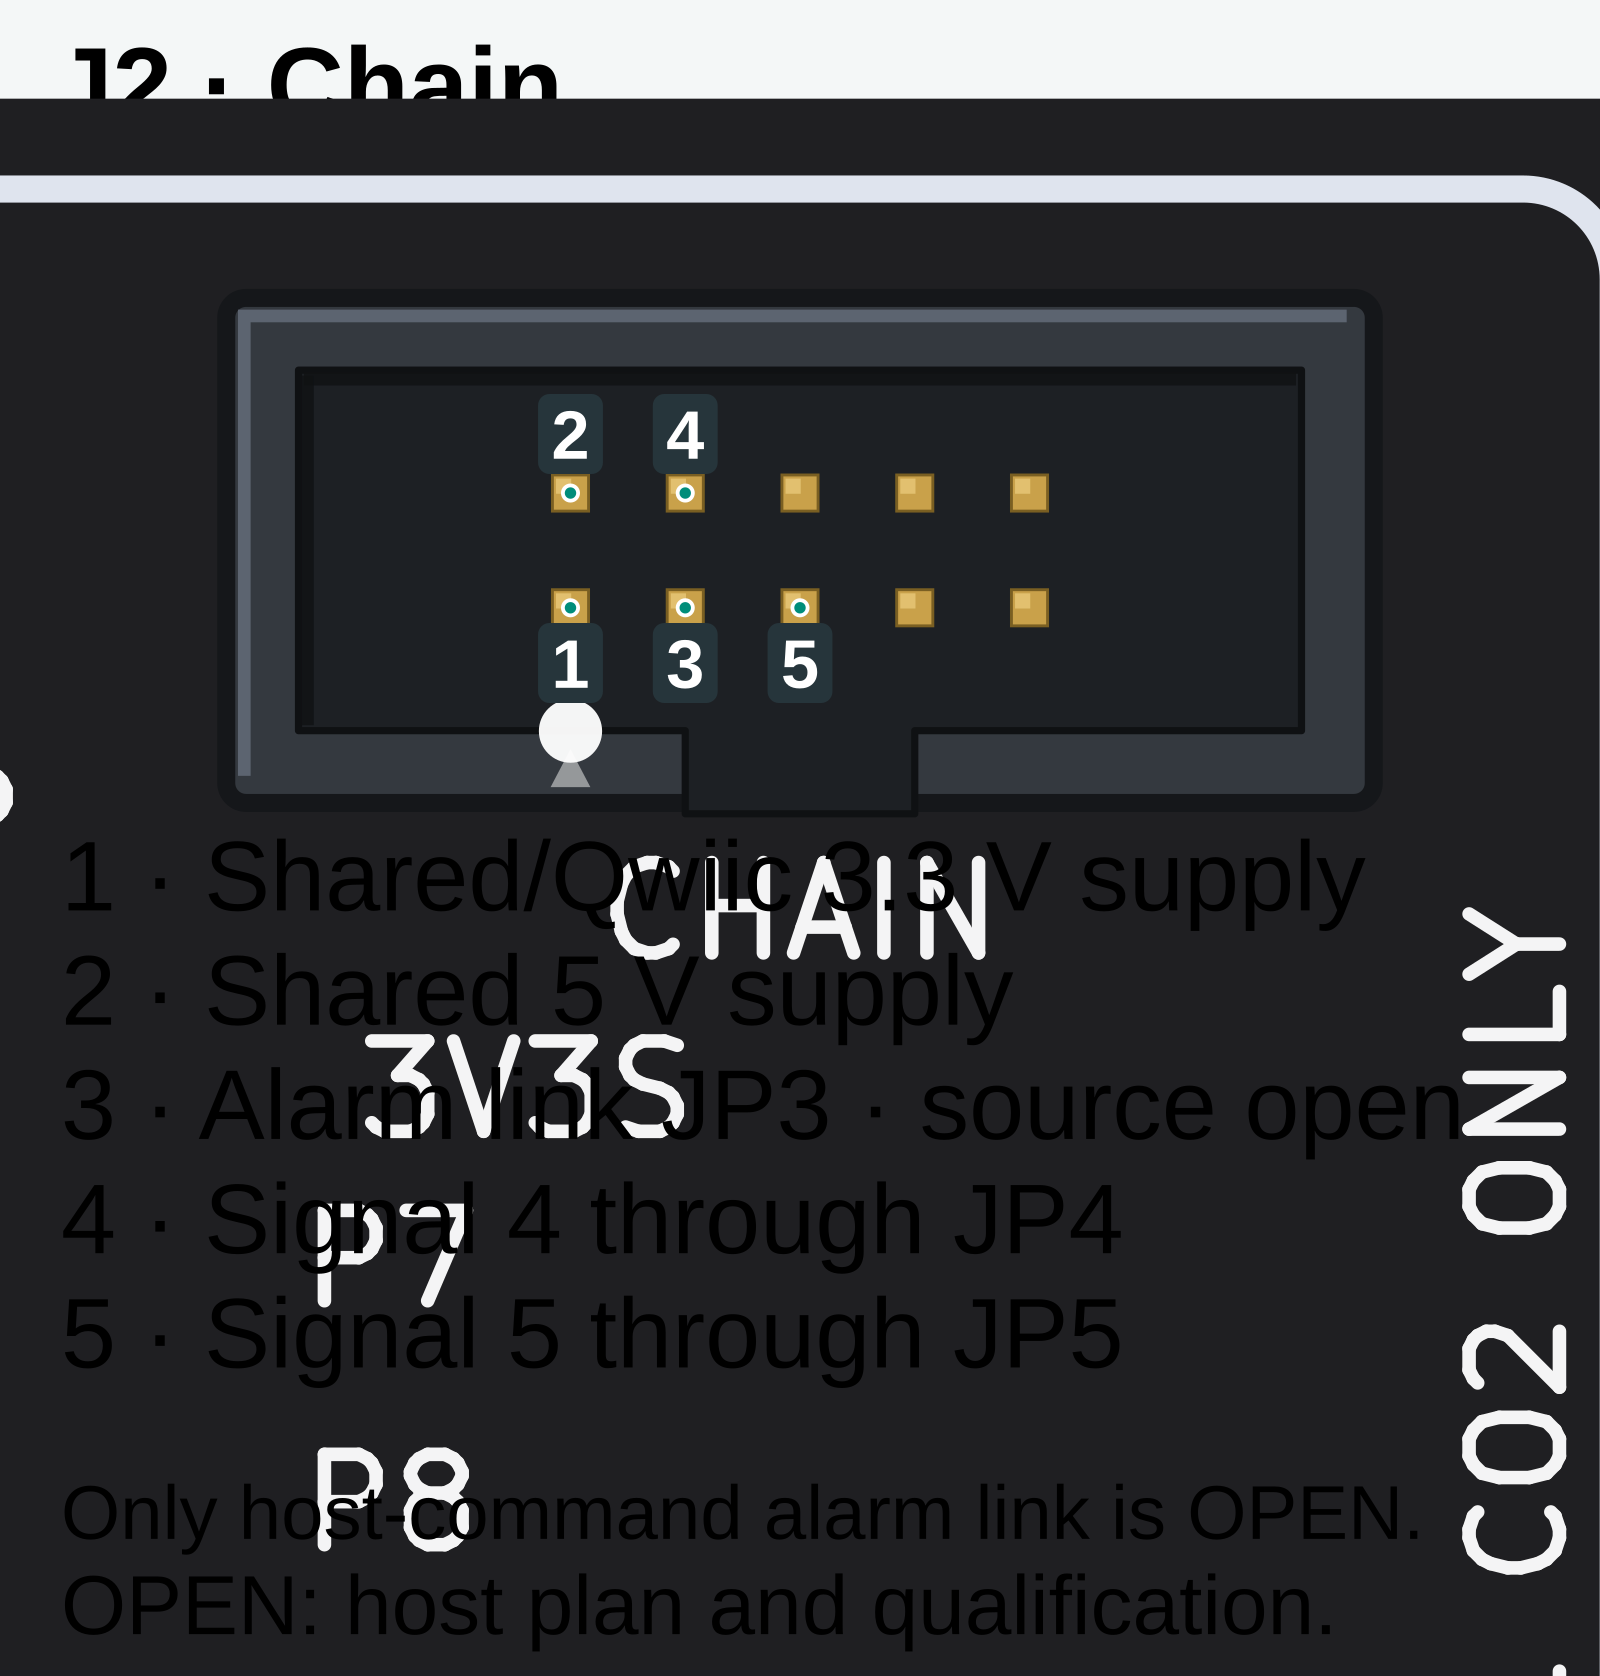 J2 · Chain
2 4
1 3 5
1 · Shared/Qwiic 3.3 V supply
CHAIN
2 · Shared 5 V supply
3V3S
3 · Alarm link JP3 · source open
P7
4 · Signal 4 through JP4
5 · Signal 5 through JP5
P8
Only host-command alarm link is OPEN.
OPEN: host plan and qualification.
CO2 ONLY